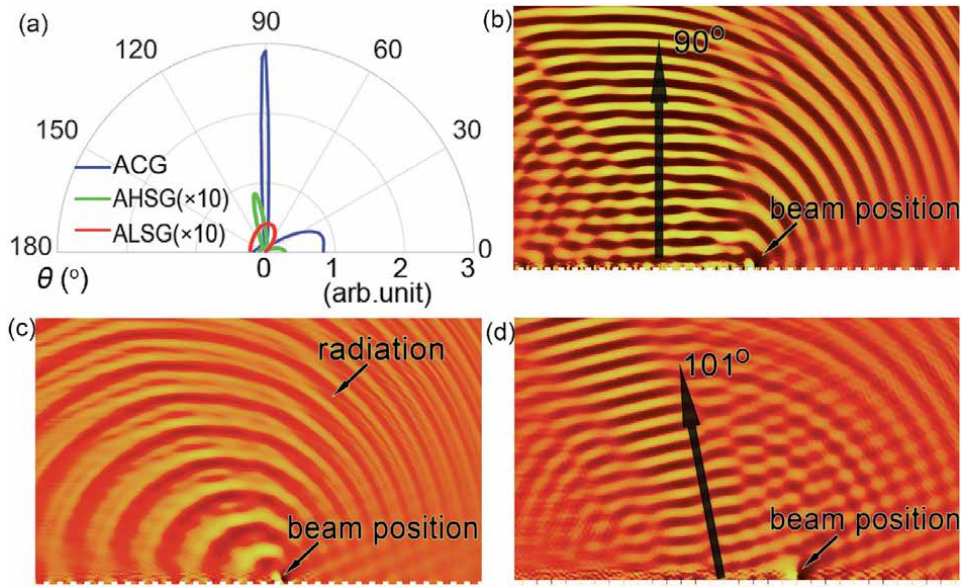 (a)
90
120
60
150
30
ACG
AHSG(×10)
ALSG(×10)
180
0
θ (°)
0
1
2
3
(arb.unit)
(b)
90°
beam position
(c)
radiation
beam position
(d)
101°
beam position